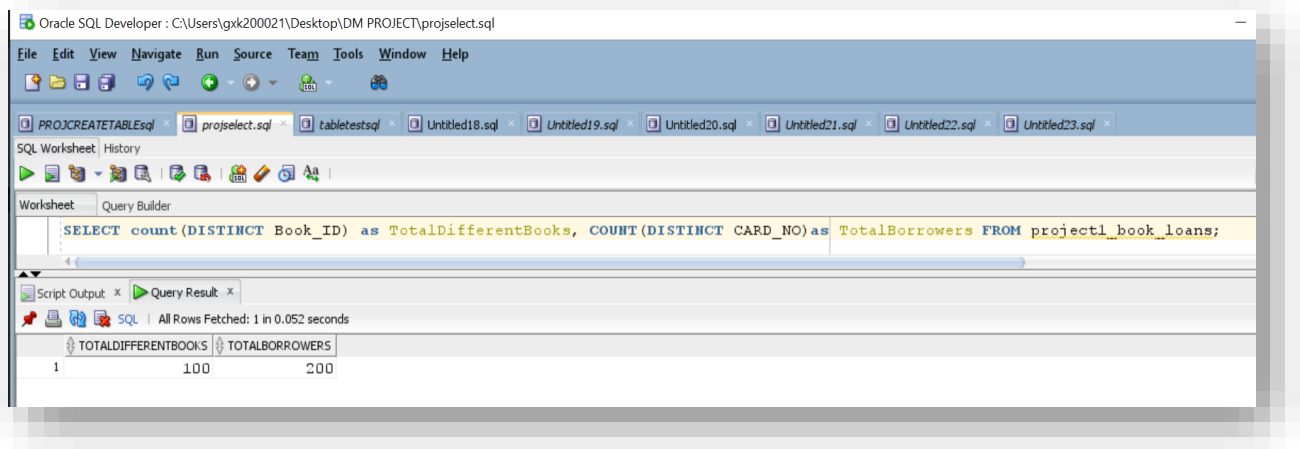 Oracle SQL Developer : C:\Users\gxk200021\Desktop\DM PROJECT\projselect.sql
File Edit View Navigate Run Source Team Tools Window Help
PROJCREATETABLEsql projselect.sql tabletestsql Untitled18.sql Untitled19.sql Untitled20.sql Untitled21.sql Untitled22.sql Untitled23.sql
SQL Worksheet History
Worksheet Query Builder
SELECT count(DISTINCT Book_ID) as TotalDifferentBooks, COUNT(DISTINCT CARD_NO)as TotalBorrowers FROM project1_book_loans;
Script Output x Query Result x
SQL | All Rows Fetched: 1 in 0.052 seconds
TOTALDIFFERENTBOOKS TOTALBORROWERS
1 100 200